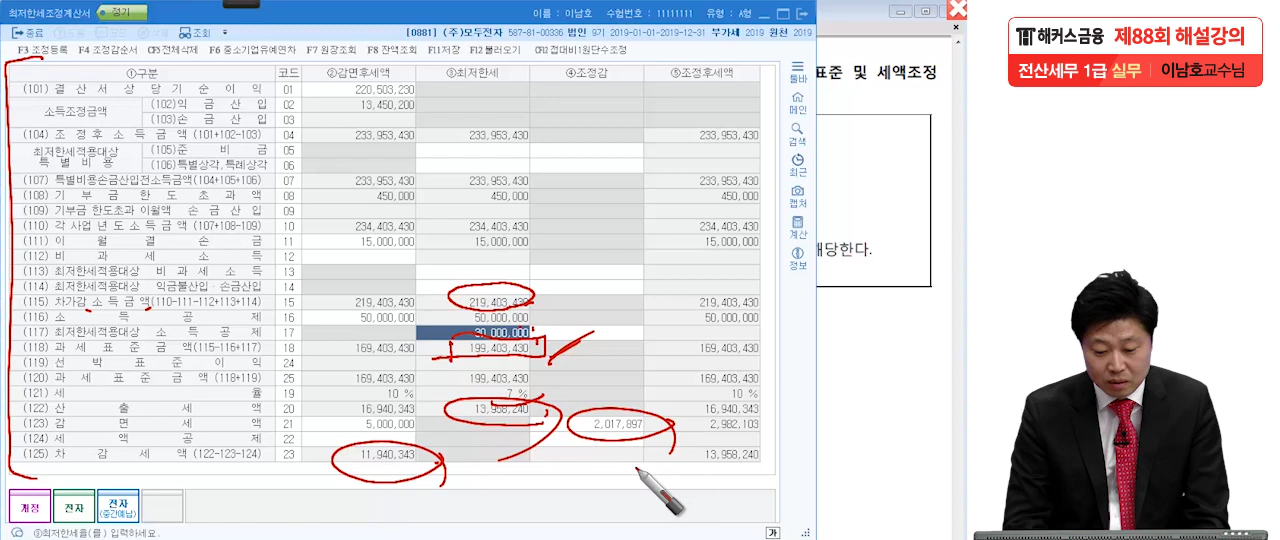 최저한세조정계산서 정기
이름 : 이남호 수험번호 : 11111111 유형 : A형
종료 조회
[0881] (주)모두전자 587-81-00336 법인 9기 2019-01-01~2019-12-31 부가세 2019 원천 2019
F3 조정등록 F4 조정감순서 CF5 전체삭제 F6 중소기업유예연차 F7 원장조회 F8 잔액조회 F11저장 F12 불러오기 CF12 접대비1원단수조정
①구분 코드 ②감면후세액 ③최저한세 ④조정감 ⑤조정후세액
(101) 결 산 서 상 당 기 순 이 익 01 220,503,230
소득조정금액 (102)익 금 산 입 02 13,450,200
(103)손 금 산 입 03
(104) 조 정 후 소 득 금 액 (101+102-103) 04 233,953,430 233,953,430 233,953,430
최저한세적용대상 특 별 비 용 (105)준 비 금 05
(106)특별상각,특례상각 06
(107) 특별비용손금산입전소득금액(104+105+106) 07 233,953,430 233,953,430 233,953,430
(108) 기 부 금 한 도 초 과 액 08 450,000 450,000 450,000
(109) 기부금 한도초과 이월액 손 금 산 입 09
(110) 각 사업 년 도 소 득 금 액 (107+108-109) 10 234,403,430 234,403,430 234,403,430
(111) 이 월 결 손 금 11 15,000,000 15,000,000 15,000,000
(112) 비 과 세 소 득 12
(113) 최저한세적용대상 비 과 세 소 득 13
(114) 최저한세적용대상 익금불산입·손금산입 14
(115) 차가감 소 득 금 액(110-111-112+113+114) 15 219,403,430 219,403,430 219,403,430
(116) 소 득 공 제 16 50,000,000 50,000,000 50,000,000
(117) 최저한세적용대상 소 득 공 제 17 30,000,000
(118) 과 세 표 준 금 액(115-116+117) 18 169,403,430 199,403,430 169,403,430
(119) 선 박 표 준 이 익 24
(120) 과 세 표 준 금 액 (118+119) 25 169,403,430 199,403,430 169,403,430
(121) 세 율 19 10 % 7 % 10 %
(122) 산 출 세 액 20 16,940,343 13,958,240 16,940,343
(123) 감 면 세 액 21 5,000,000 2,017,897 2,982,103
(124) 세 액 공 제 22
(125) 차 감 세 액 (122-123-124) 23 11,940,343 13,958,240
툴바
메인
검색
최근
캡처
계산
정보
계정 전자 전자
(중간예납)
③최저한세을(를) 입력하세요. 가
표준 및 세액조정
해당한다.
해커스금융 제88회 해설강의
전산세무 1급 실무 이남호교수님